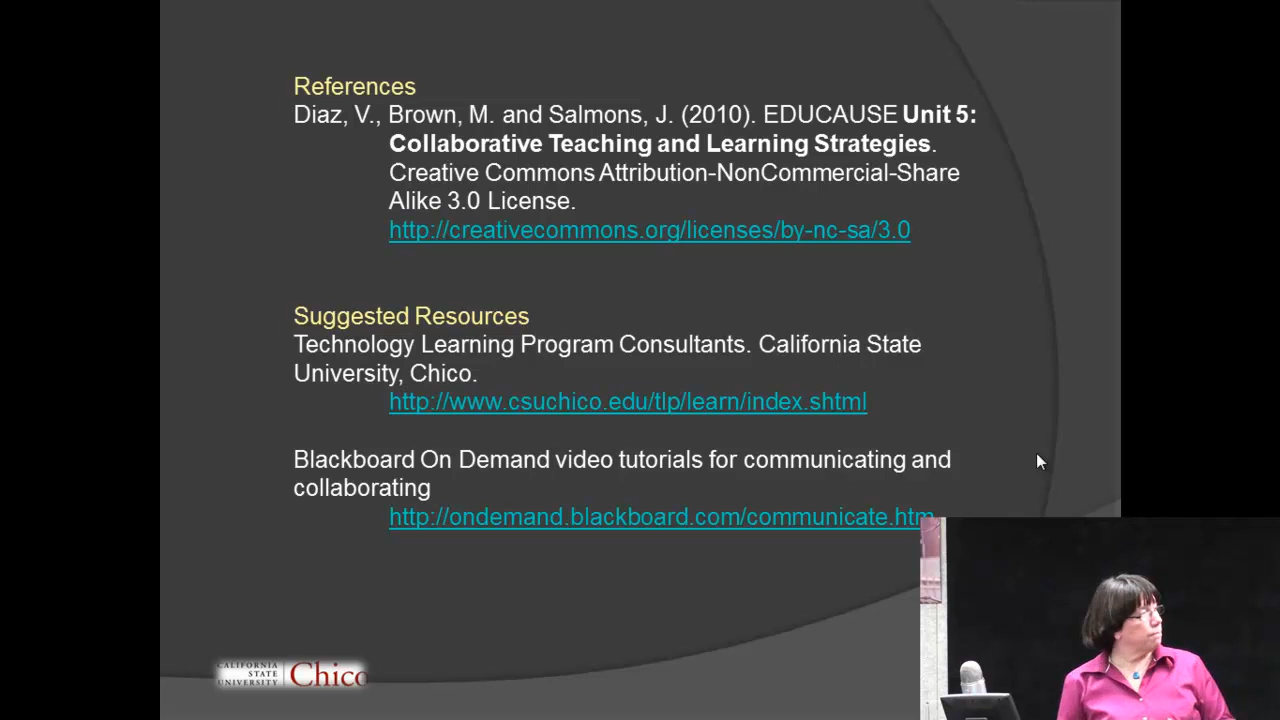 References
Diaz, V., Brown, M. and Salmons, J. (2010). EDUCAUSE Unit 5:
Collaborative Teaching and Learning Strategies.
Creative Commons Attribution-NonCommercial-Share
Alike 3.0 License.
http://creativecommons.org/licenses/by-nc-sa/3.0
Suggested Resources
Technology Learning Program Consultants. California State
University, Chico.
http://www.csuchico.edu/tlp/learn/index.shtml
Blackboard On Demand video tutorials for communicating and
collaborating
http://ondemand.blackboard.com/communicate.htm
CALIFORNIA
STATE
UNIVERSITY
Chico